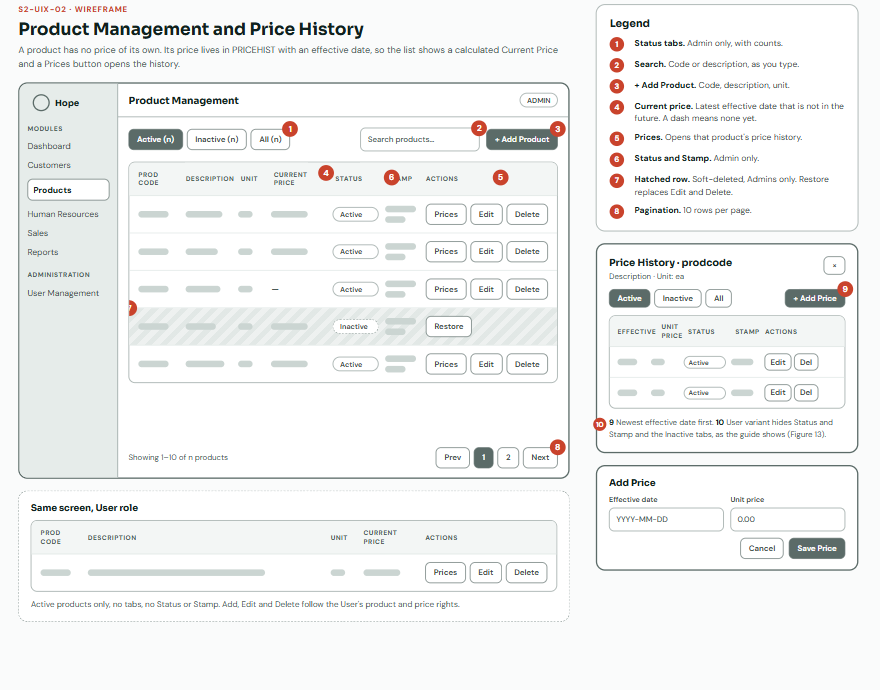 S2-UIX-02 · WIREFRAME
Product Management and Price History
A product has no price of its own. Its price lives in PRICEHIST with an effective date, so the list shows a calculated Current Price
and a Prices button opens the history.
Hope
MODULES
Dashboard
Customers
Products
Human Resources
Sales
Reports
ADMINISTRATION
User Management
Product Management
ADMIN
Active (n)
Inactive (n)
All (n)
1
Search products...
2
+ Add Product
3
PROD
CODE
DESCRIPTION
UNIT
CURRENT
PRICE
4
STATUS
6
AMP
ACTIONS
5
Active
Prices
Edit
Delete
Active
Prices
Edit
Delete
—
Active
Prices
Edit
Delete
7
Inactive
Restore
Active
Prices
Edit
Delete
Showing 1–10 of n products
Prev
1
2
Next
8
Same screen, User role
PROD
CODE
DESCRIPTION
UNIT
CURRENT
PRICE
ACTIONS
Prices
Edit
Delete
Active products only, no tabs, no Status or Stamp. Add, Edit and Delete follow the User's product and price rights.
Legend
1 Status tabs. Admin only, with counts.
2 Search. Code or description, as you type.
3 + Add Product. Code, description, unit.
4 Current price. Latest effective date that is not in the
future. A dash means none yet.
5 Prices. Opens that product's price history.
6 Status and Stamp. Admin only.
7 Hatched row. Soft-deleted, Admins only. Restore
replaces Edit and Delete.
8 Pagination. 10 rows per page.
Price History · prodcode
×
Description · Unit: ea
Active
Inactive
All
+ Add Price
9
EFFECTIVE
UNIT
PRICE
STATUS
STAMP
ACTIONS
Active
Edit
Del
Active
Edit
Del
10
9 Newest effective date first. 10 User variant hides Status and
Stamp and the Inactive tabs, as the guide shows (Figure 13).
Add Price
Effective date
Unit price
YYYY-MM-DD
0.00
Cancel
Save Price